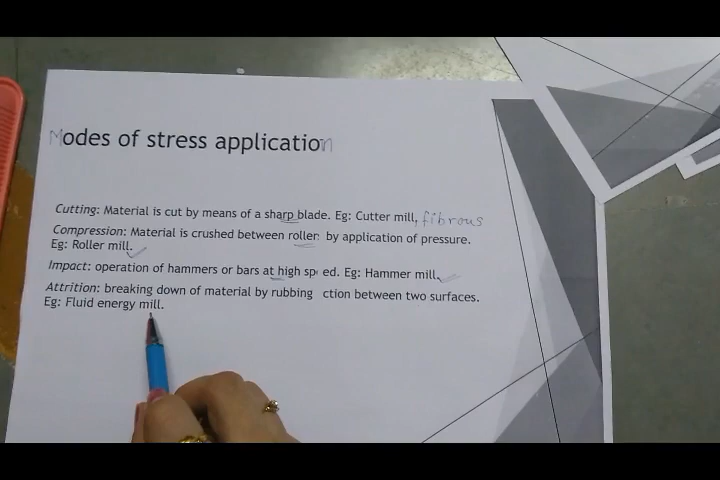 Modes of stress application
Cutting: Material is cut by means of a sharp blade. Eg: Cutter mill, fibrous
Compression: Material is crushed between roller by application of pressure.
Eg: Roller mill.
Impact: operation of hammers or bars at high sp ed. Eg: Hammer mill.
Attrition: breaking down of material by rubbing ction between two surfaces.
Eg: Fluid energy mill.